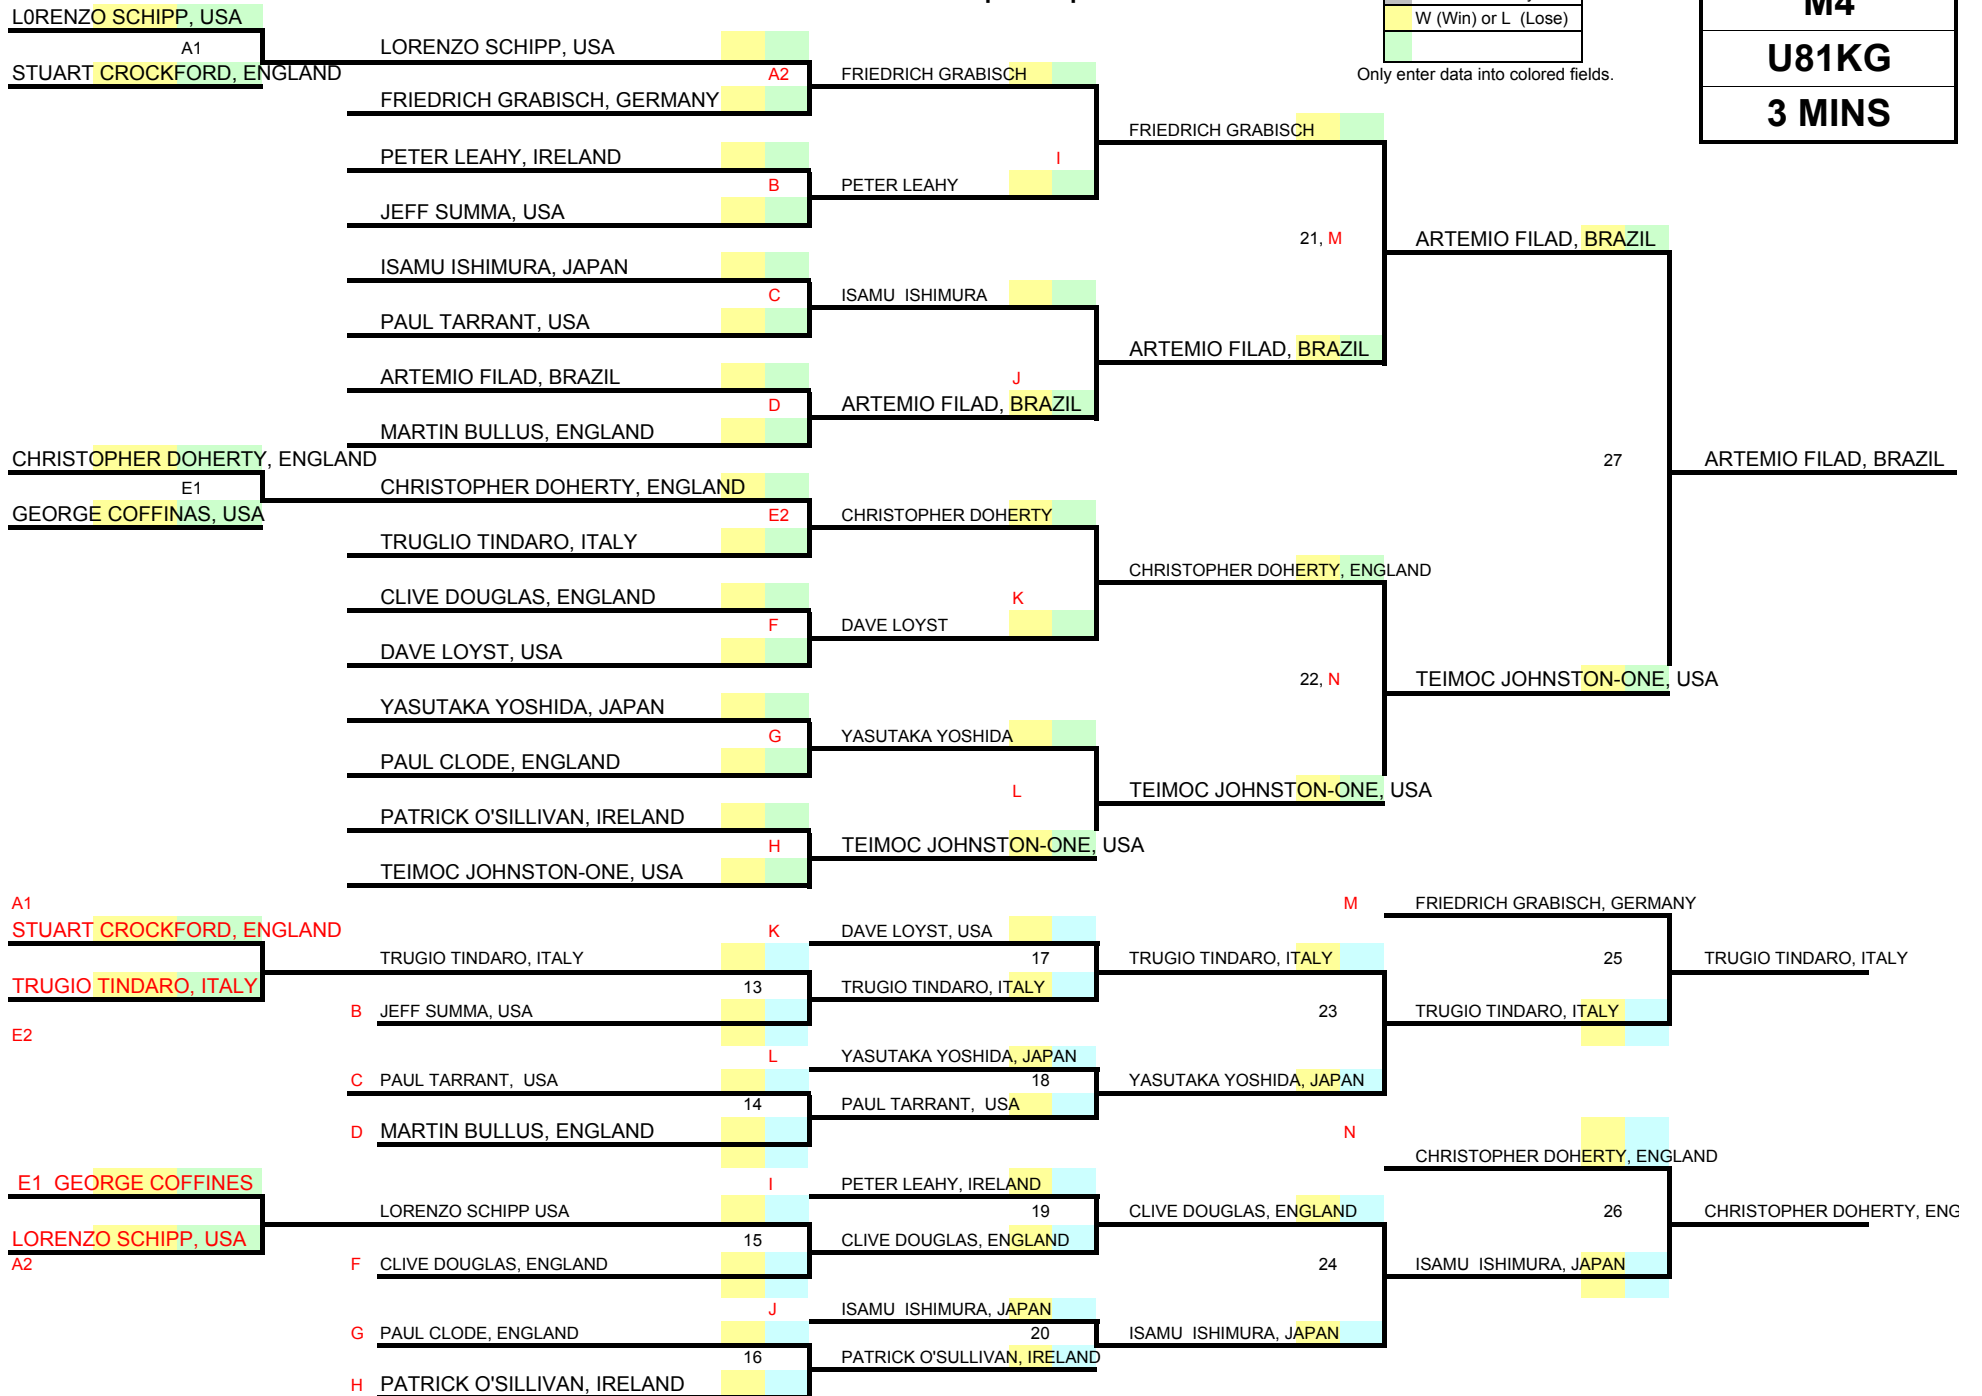 M4
U81KG
3 MINS
W (Win) or L (Lose)
Only enter data into colored fields.
L0RENZO SCHIPP, USA
A1
STUART CROCKFORD, ENGLAND
LORENZO SCHIPP, USA
A2
FRIEDRICH GRABISCH, GERMANY
PETER LEAHY, IRELAND
B
JEFF SUMMA, USA
ISAMU ISHIMURA, JAPAN
C
PAUL TARRANT, USA
ARTEMIO FILAD, BRAZIL
D
MARTIN BULLUS, ENGLAND
CHRISTOPHER DOHERTY, ENGLAND
E1
GEORGE COFFINAS, USA
CHRISTOPHER DOHERTY, ENGLAND
E2
TRUGLIO TINDARO, ITALY
CLIVE DOUGLAS, ENGLAND
F
DAVE LOYST, USA
YASUTAKA YOSHIDA, JAPAN
G
PAUL CLODE, ENGLAND
PATRICK O'SILLIVAN, IRELAND
H
TEIMOC JOHNSTON-ONE, USA
FRIEDRICH GRABISCH
I
PETER LEAHY
ISAMU  ISHIMURA
J
ARTEMIO FILAD, BRAZIL
CHRISTOPHER DOHERTY
K
DAVE LOYST
YASUTAKA YOSHIDA
L
TEIMOC JOHNSTON-ONE, USA
FRIEDRICH GRABISCH
21, M
ARTEMIO FILAD, BRAZIL
CHRISTOPHER DOHERTY, ENGLAND
22, N
TEIMOC JOHNSTON-ONE, USA
ARTEMIO FILAD, BRAZIL
27
TEIMOC JOHNSTON-ONE, USA
ARTEMIO FILAD, BRAZIL
A1
STUART CROCKFORD, ENGLAND
TRUGIO TINDARO, ITALY
E2
TRUGIO TINDARO, ITALY
13
B JEFF SUMMA, USA
C PAUL TARRANT,  USA
14
D MARTIN BULLUS, ENGLAND
E1  GEORGE COFFINES
LORENZO SCHIPP, USA
A2
LORENZO SCHIPP USA
15
F CLIVE DOUGLAS, ENGLAND
G PAUL CLODE, ENGLAND
16
H PATRICK O'SILLIVAN, IRELAND
K DAVE LOYST, USA
17
TRUGIO TINDARO, ITALY
L YASUTAKA YOSHIDA, JAPAN
18
PAUL TARRANT,  USA
I PETER LEAHY, IRELAND
19
CLIVE DOUGLAS, ENGLAND
J ISAMU  ISHIMURA, JAPAN
20
PATRICK O'SULLIVAN, IRELAND
TRUGIO TINDARO, ITALY
23
YASUTAKA YOSHIDA, JAPAN
CLIVE DOUGLAS, ENGLAND
24
ISAMU  ISHIMURA, JAPAN
M FRIEDRICH GRABISCH, GERMANY
25
TRUGIO TINDARO, ITALY
TRUGIO TINDARO, ITALY
N
CHRISTOPHER DOHERTY, ENGLAND
26
ISAMU  ISHIMURA, JAPAN
CHRISTOPHER DOHERTY, ENG